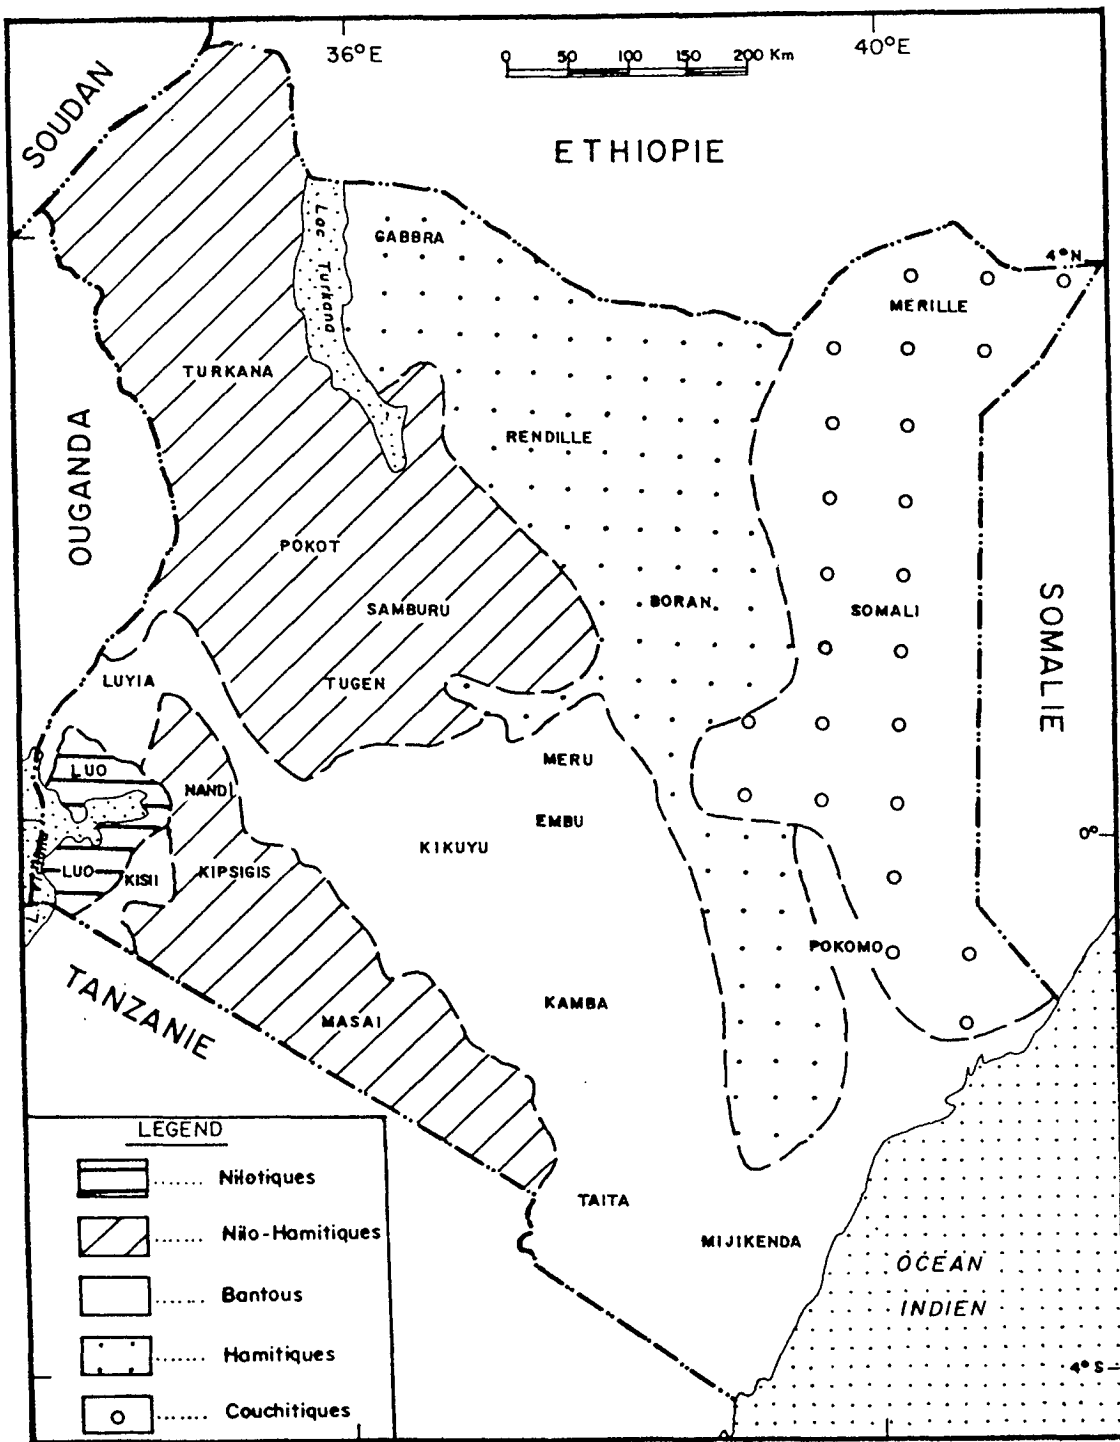 36°E
40°E
0 50 100 150 200 Km
SOUDAN
ETHIOPIE
GABBRA
4°N
Lac Turkana
MERILLE
TURKANA
RENDILLE
OUGANDA
POKOT
SAMBURU
BORAN
SOMALI
SOMALIE
LUYIA
TUGEN
MERU
LUO
NANDI
EMBU
KIKUYU
0°
LUO
KISII
KIPSIGIS
POKOMO
TANZANIE
MASAI
KAMBA
LEGEND
Nilotiques
Nilo-Hamitiques
Bantous
Hamitiques
Couchitiques
TAITA
MIJIKENDA
OCEAN
INDIEN
4°S